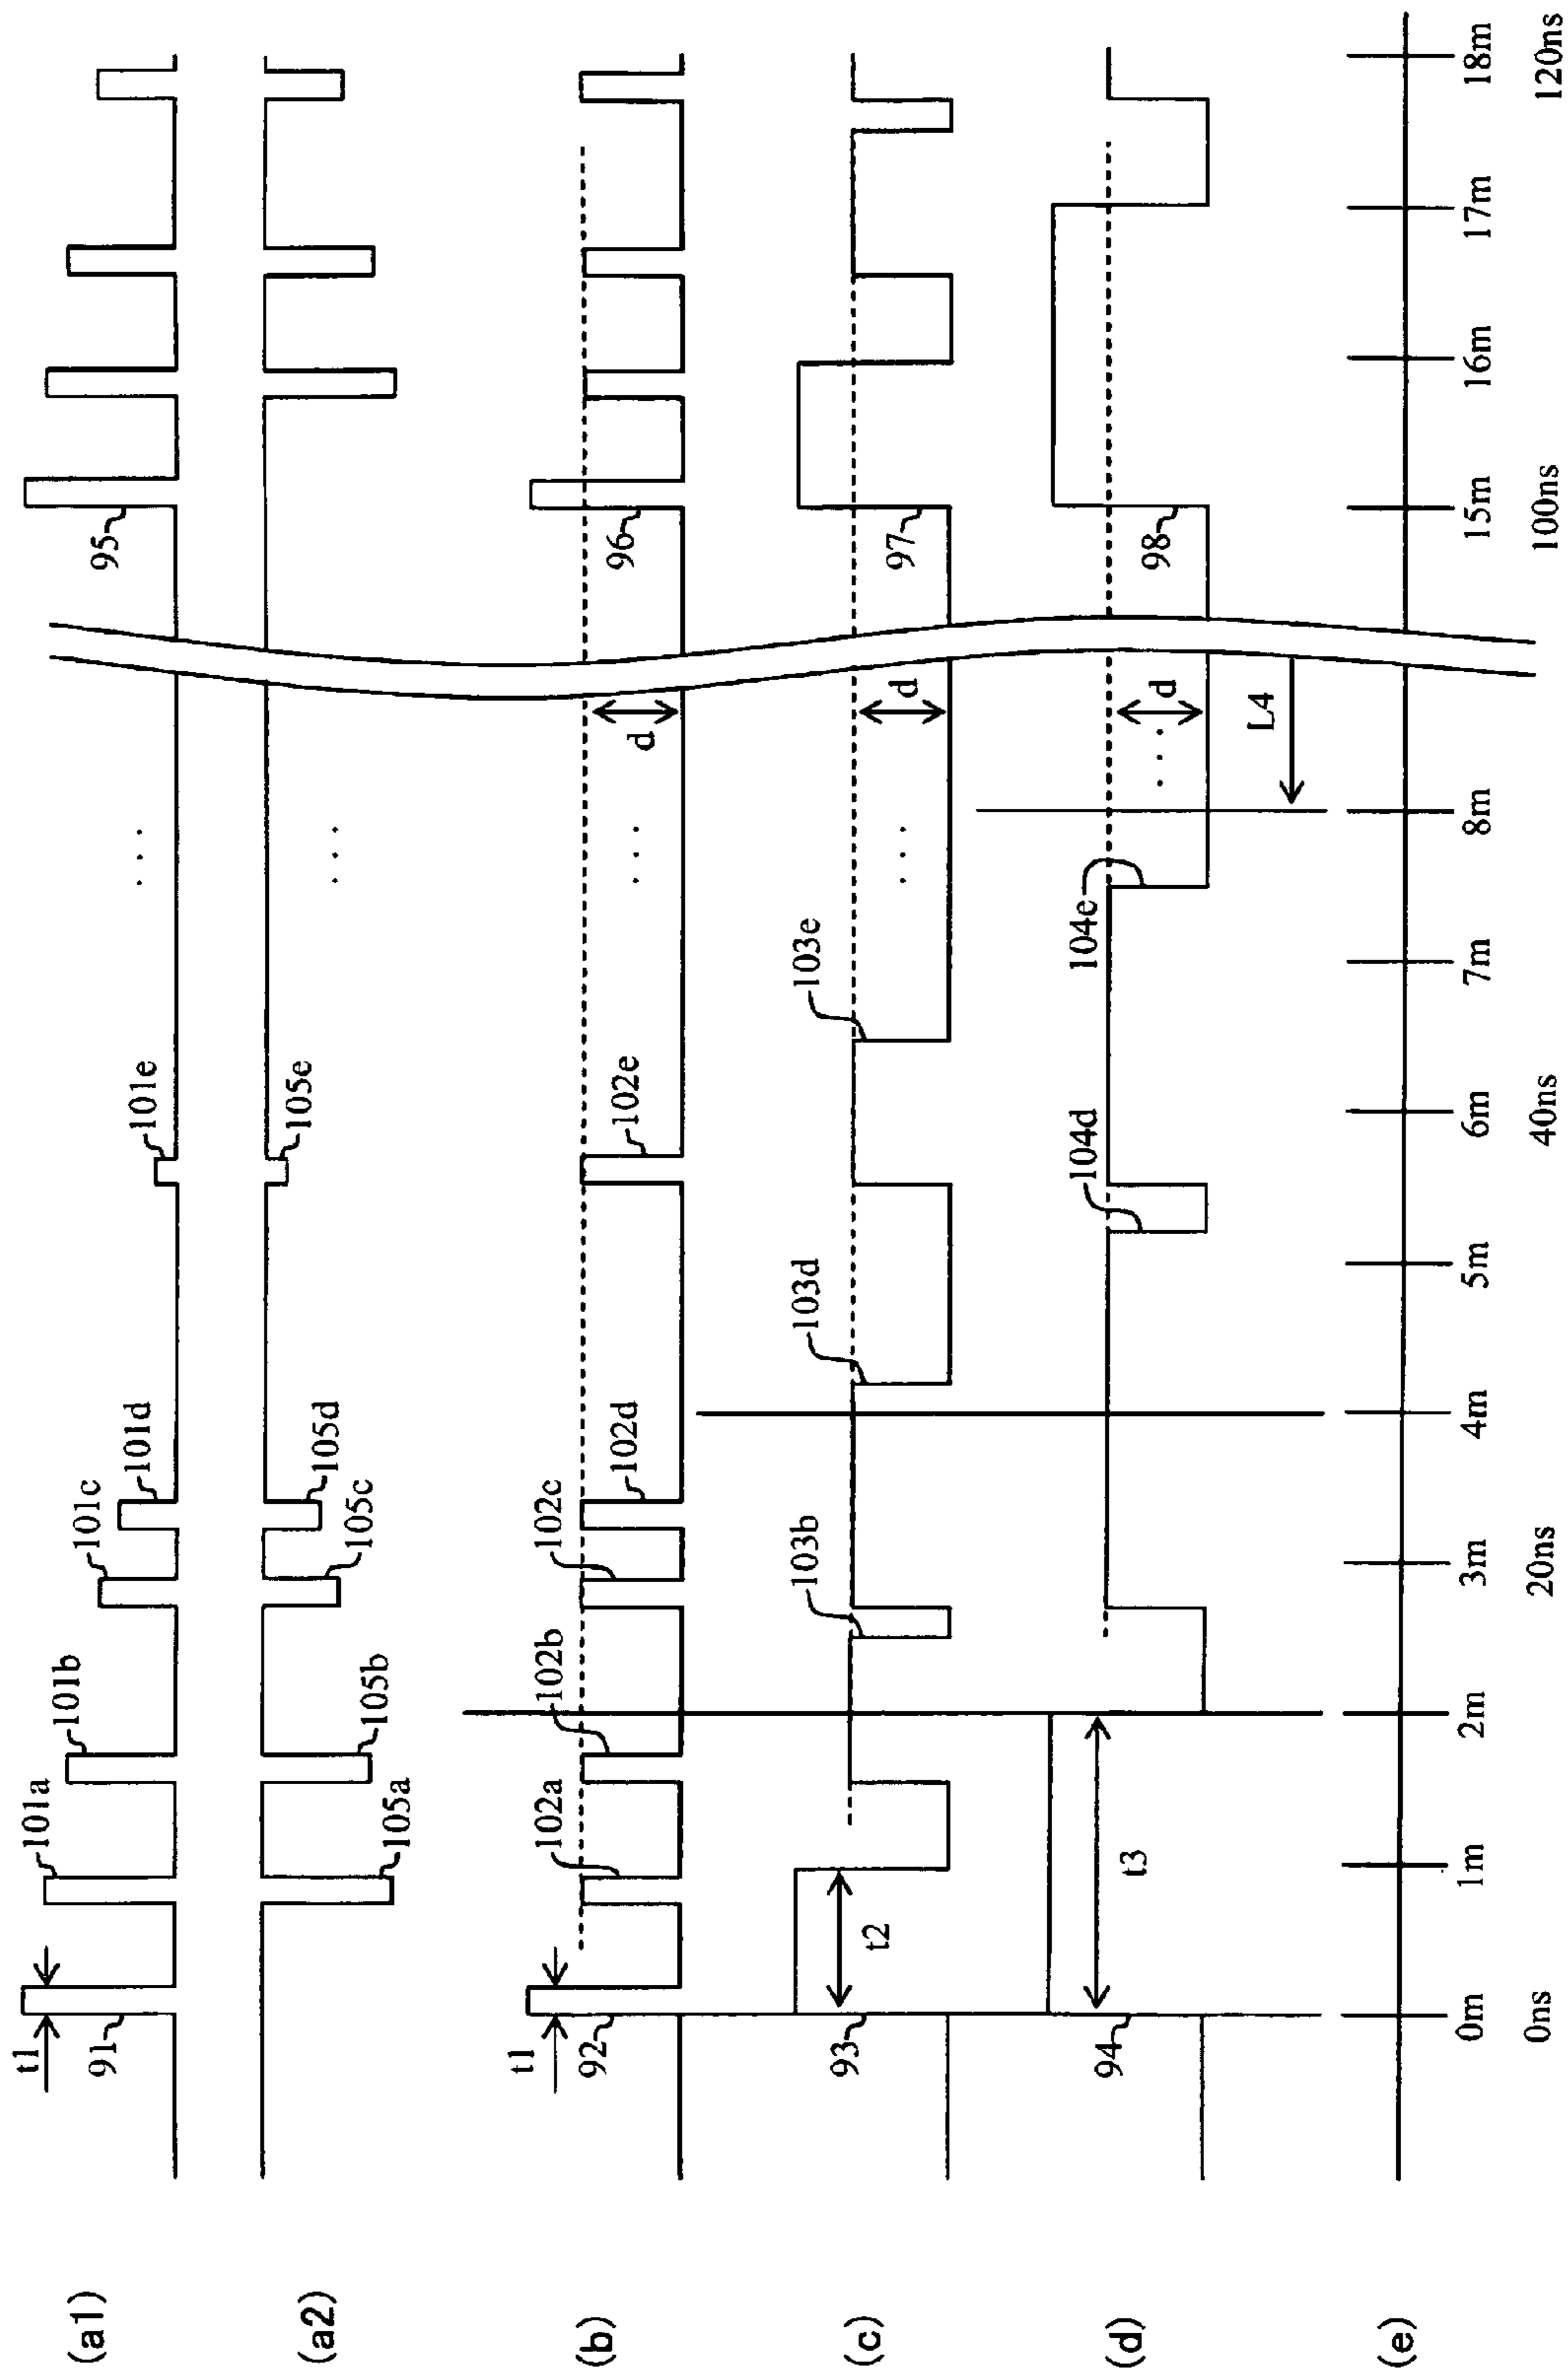 (a1)
t1
91
101a
101b
101c
101d
101e
. . .
95
(a2)
105a
105b
105c
105d
105e
. . .
(b)
t1
92
102a
102b
102c
102d
102e
. . .
d
96
(c)
93
t2
103b
103d
103e
. . .
d
97
(d)
94
t3
104d
104e
. . .
d
L4
98
(e)
0m 1m 2m 3m 4m 5m 6m 7m 8m 15m 16m 17m 18m
0ns 20ns 40ns 100ns 120ns